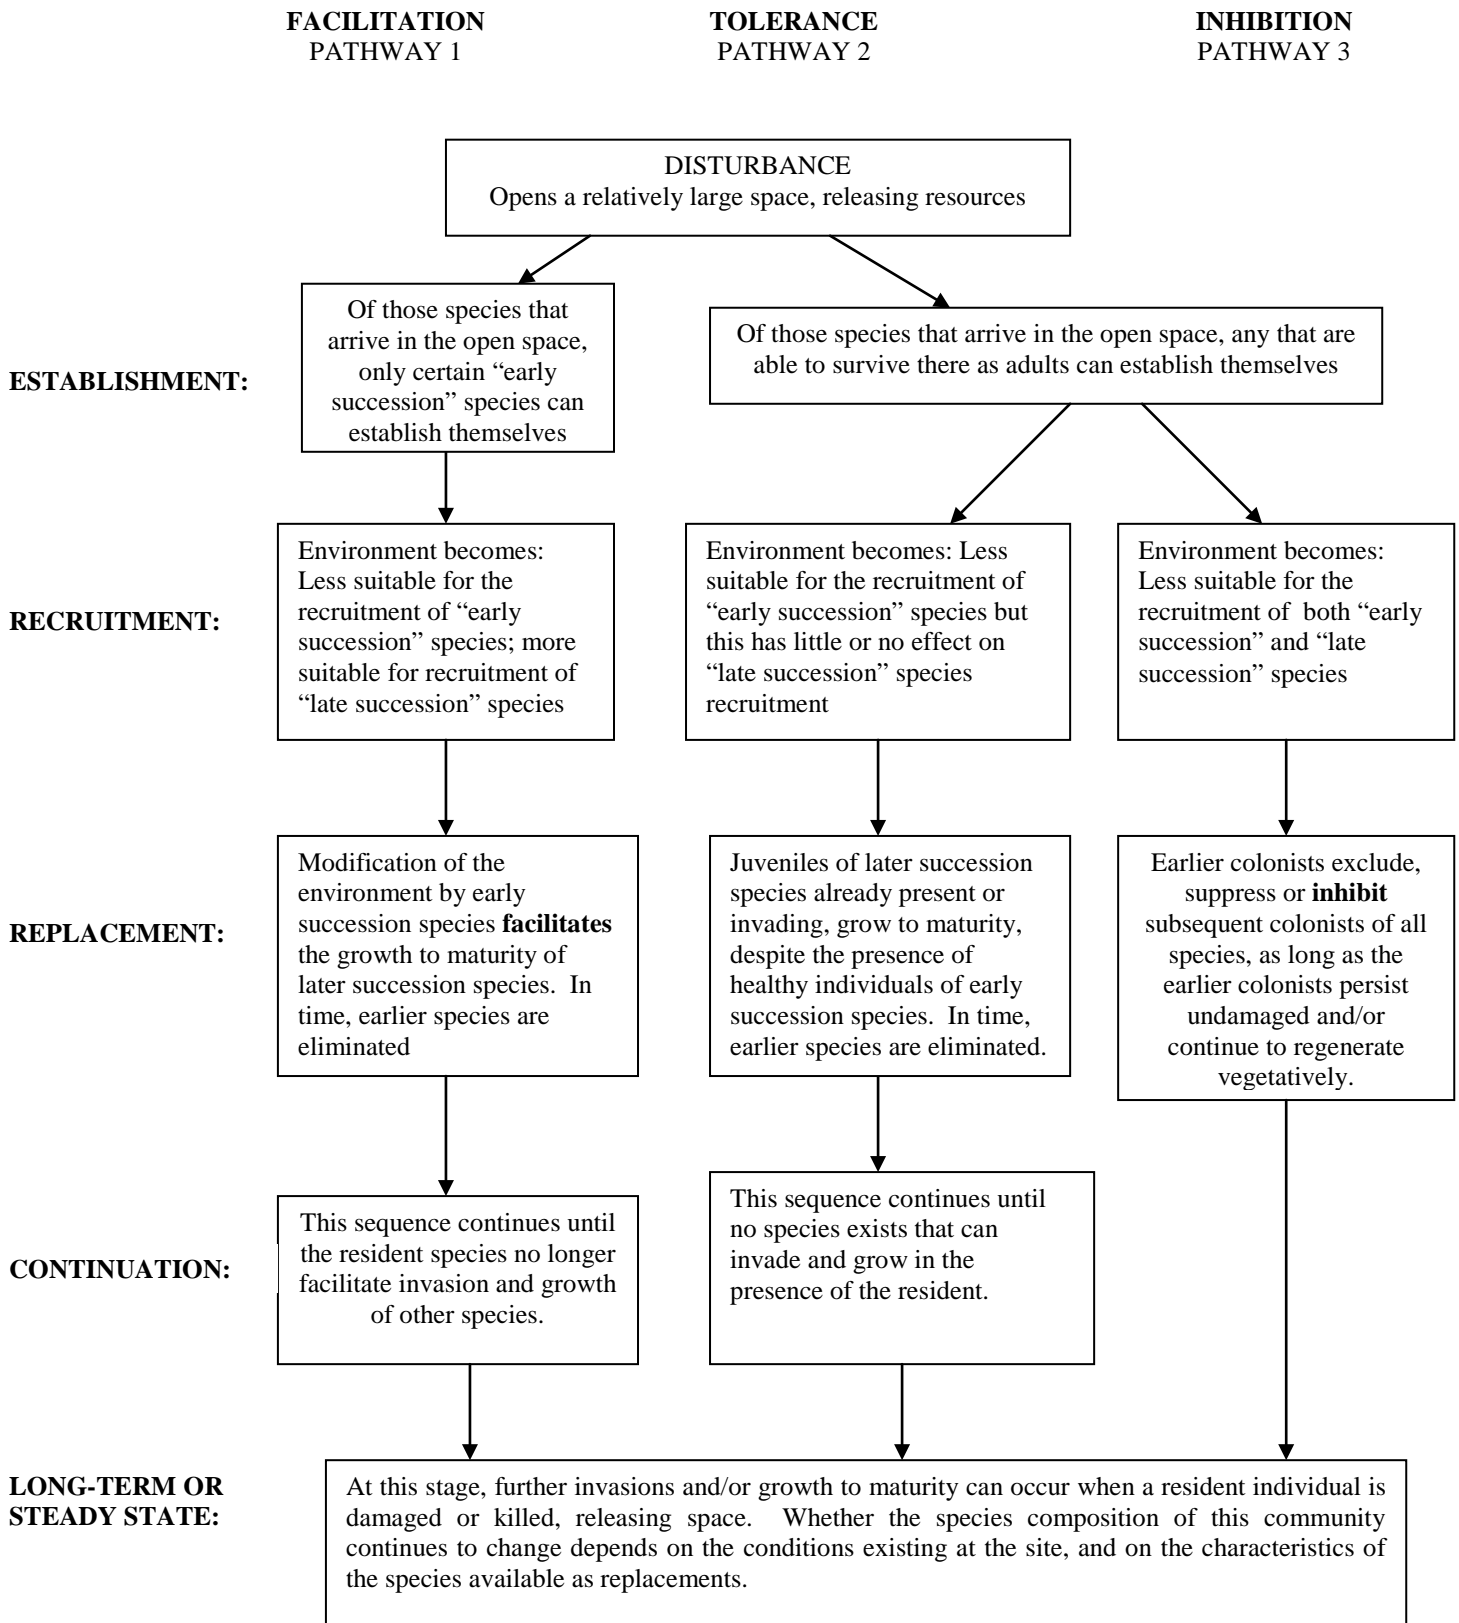 FACILITATION
PATHWAY 1
TOLERANCE
PATHWAY 2
INHIBITION
PATHWAY 3
DISTURBANCE
Opens a relatively large space, releasing resources
ESTABLISHMENT:
Of those species that
arrive in the open space,
only certain “early
succession” species can
establish themselves
Of those species that arrive in the open space, any that are
able to survive there as adults can establish themselves
RECRUITMENT:
Environment becomes:
Less suitable for the
recruitment of “early
succession” species; more
suitable for recruitment of
“late succession” species
Environment becomes: Less
suitable for the recruitment of
“early succession” species but
this has little or no effect on
“late succession” species
recruitment
Environment becomes:
Less suitable for the
recruitment of both “early
succession” and “late
succession” species
REPLACEMENT:
Modification of the
environment by early
succession species facilitates
the growth to maturity of
later succession species. In
time, earlier species are
eliminated
Juveniles of later succession
species already present or
invading, grow to maturity,
despite the presence of
healthy individuals of early
succession species. In time,
earlier species are eliminated.
Earlier colonists exclude,
suppress or inhibit
subsequent colonists of all
species, as long as the
earlier colonists persist
undamaged and/or
continue to regenerate
vegetatively.
CONTINUATION:
This sequence continues until
the resident species no longer
facilitate invasion and growth
of other species.
This sequence continues until
no species exists that can
invade and grow in the
presence of the resident.
LONG-TERM OR
STEADY STATE:
At this stage, further invasions and/or growth to maturity can occur when a resident individual is
damaged or killed, releasing space. Whether the species composition of this community
continues to change depends on the conditions existing at the site, and on the characteristics of
the species available as replacements.